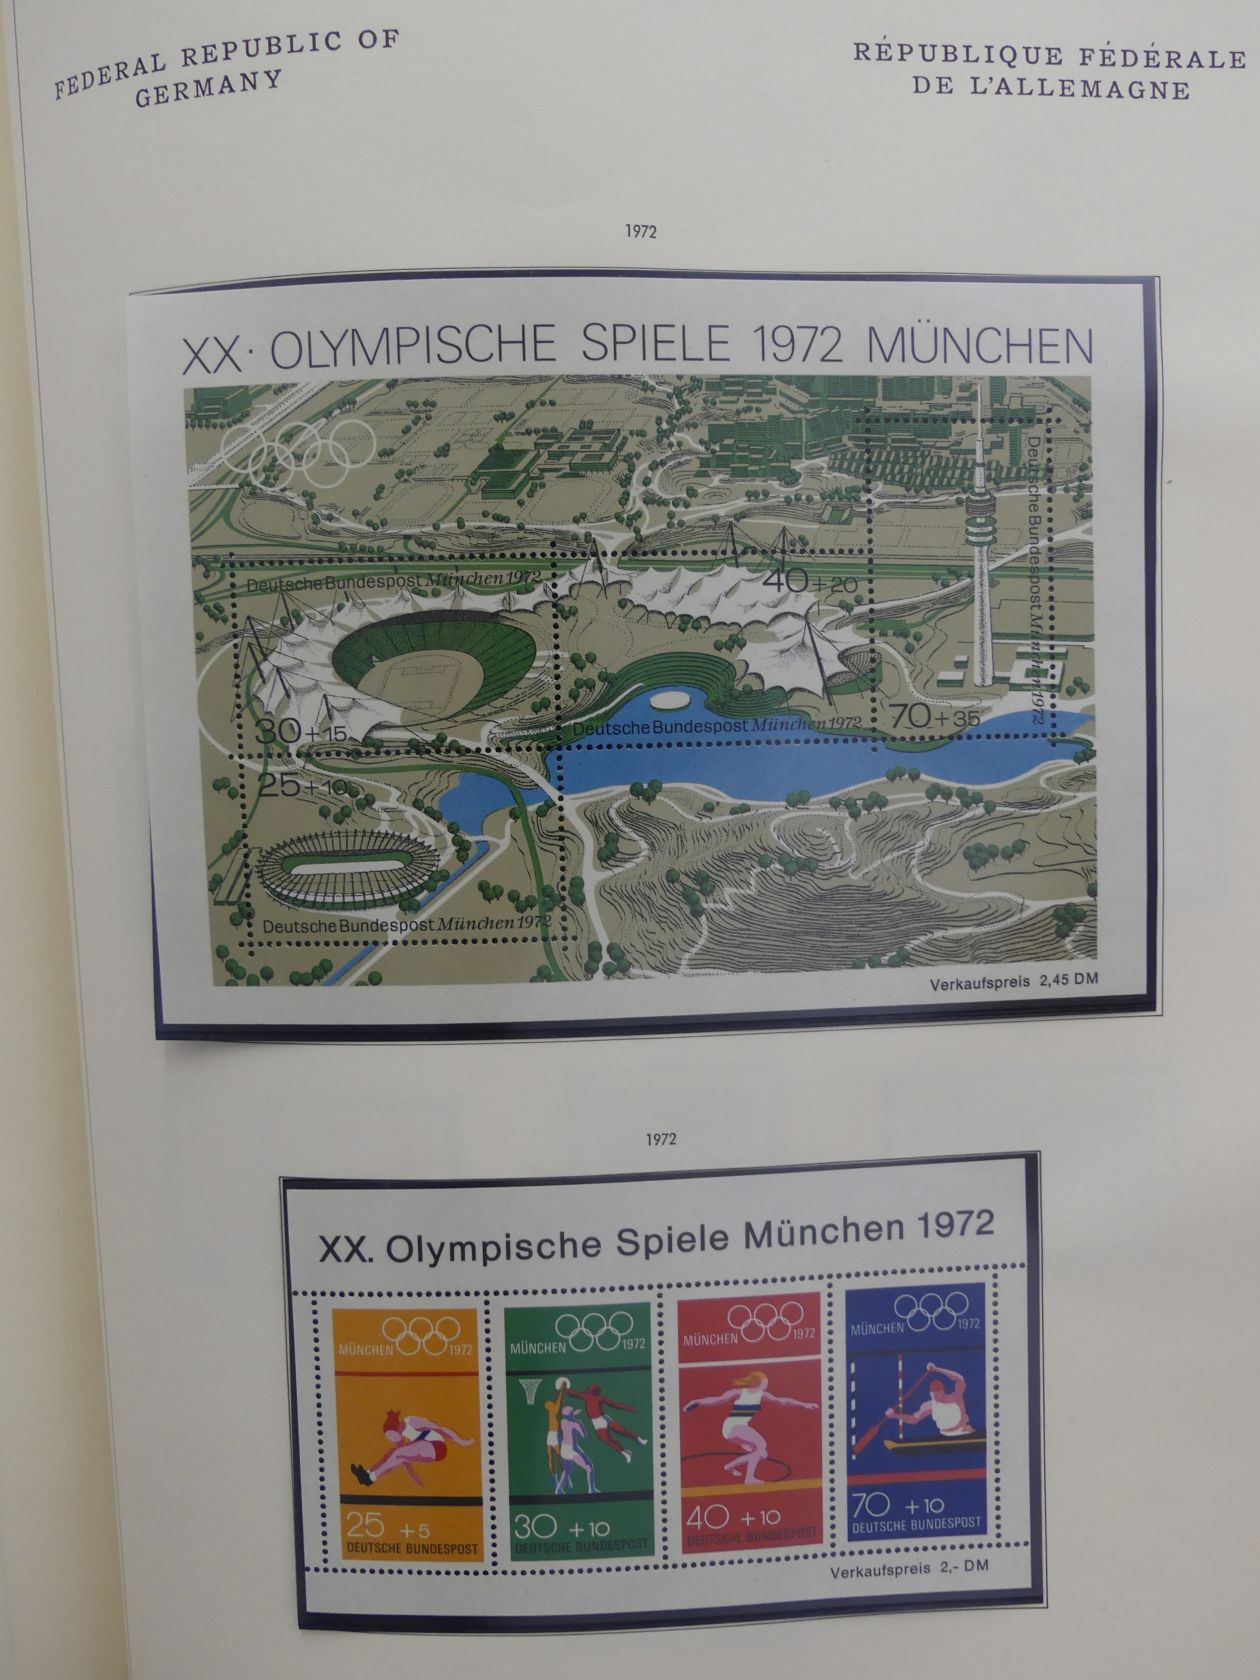 FEDERAL REPUBLIC OF
GERMANY
RÉPUBLIQUE FÉDÉRALE
DE L'ALLEMAGNE
1972
XX· OLYMPISCHE SPIELE 1972 MÜNCHEN
Deutsche Bundespost München 1972
40+20
Deutsche Bundespost München 1972
30+15
Deutsche Bundespost München 1972
70+35
25+10
Deutsche Bundespost München 1972
Verkaufspreis 2,45 DM
1972
XX. Olympische Spiele München 1972
MÜNCHEN 1972
25 +5
DEUTSCHE BUNDESPOST
MÜNCHEN 1972
30 +10
DEUTSCHE BUNDESPOST
MÜNCHEN 1972
40 +10
DEUTSCHE BUNDESPOST
MÜNCHEN 1972
70 +10
DEUTSCHE BUNDESPOST
Verkaufspreis 2,- DM